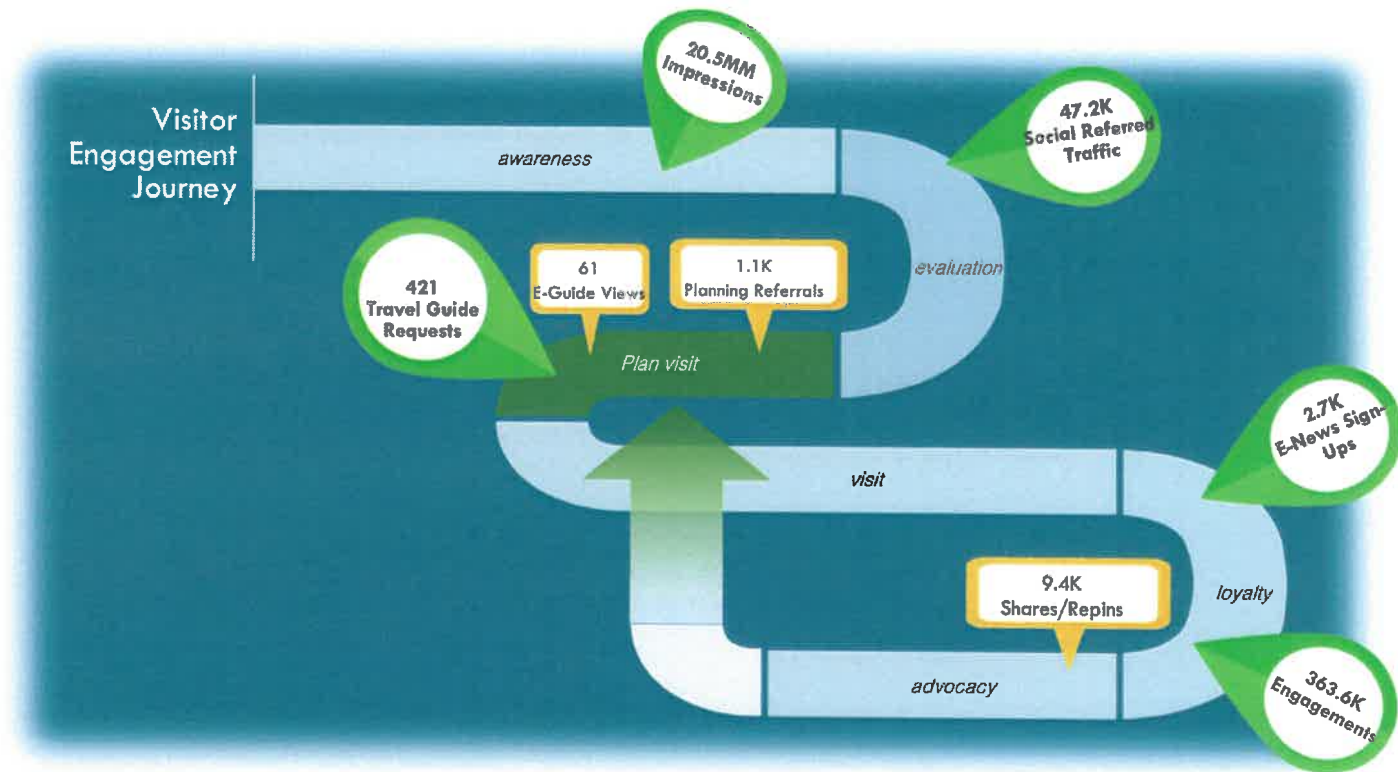 Visitor
Engagement
Journey
20.5MM
Impressions
awareness
47.2K
Social Referred
Traffic
evaluation
421
Travel Guide
Requests
61
E-Guide Views
1.1K
Planning Referrals
Plan visit
visit
2.7K
E-News Sign-
Ups
loyalty
9.4K
Shares/Repins
advocacy
363.6K
Engagements